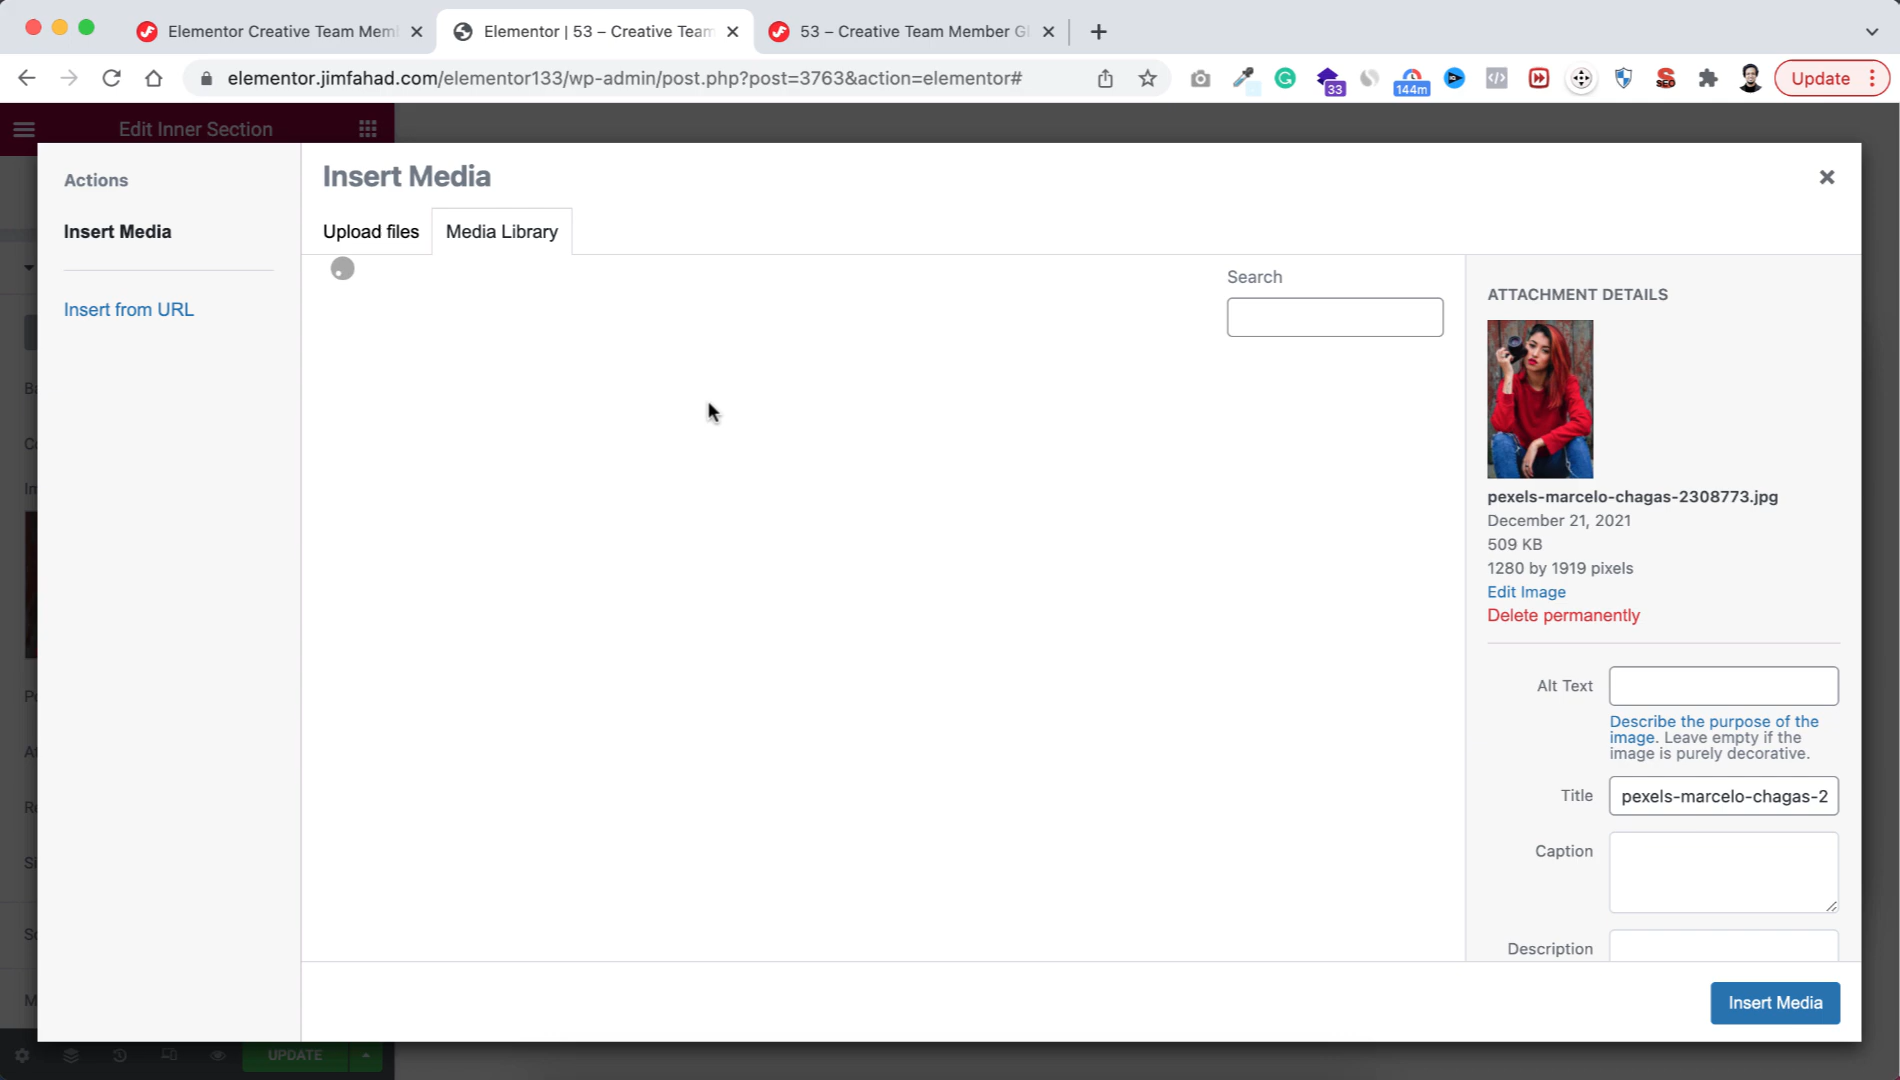 Elementor Creative Team Mem
Elementor | 53 – Creative Team
53 – Creative Team Member G
elementor.jimfahad.com/elementor133/wp-admin/post.php?post=3763&action=elementor#
33
144m
SEO
Update
Edit Inner Section
Actions
Insert Media
Insert from URL
Insert Media
Upload files
Media Library
Search
ATTACHMENT DETAILS
pexels-marcelo-chagas-2308773.jpg
December 21, 2021
509 KB
1280 by 1919 pixels
Edit Image
Delete permanently
Alt Text
Describe the purpose of the
image. Leave empty if the
image is purely decorative.
Title
pexels-marcelo-chagas-2
Caption
Description
Insert Media
UPDATE